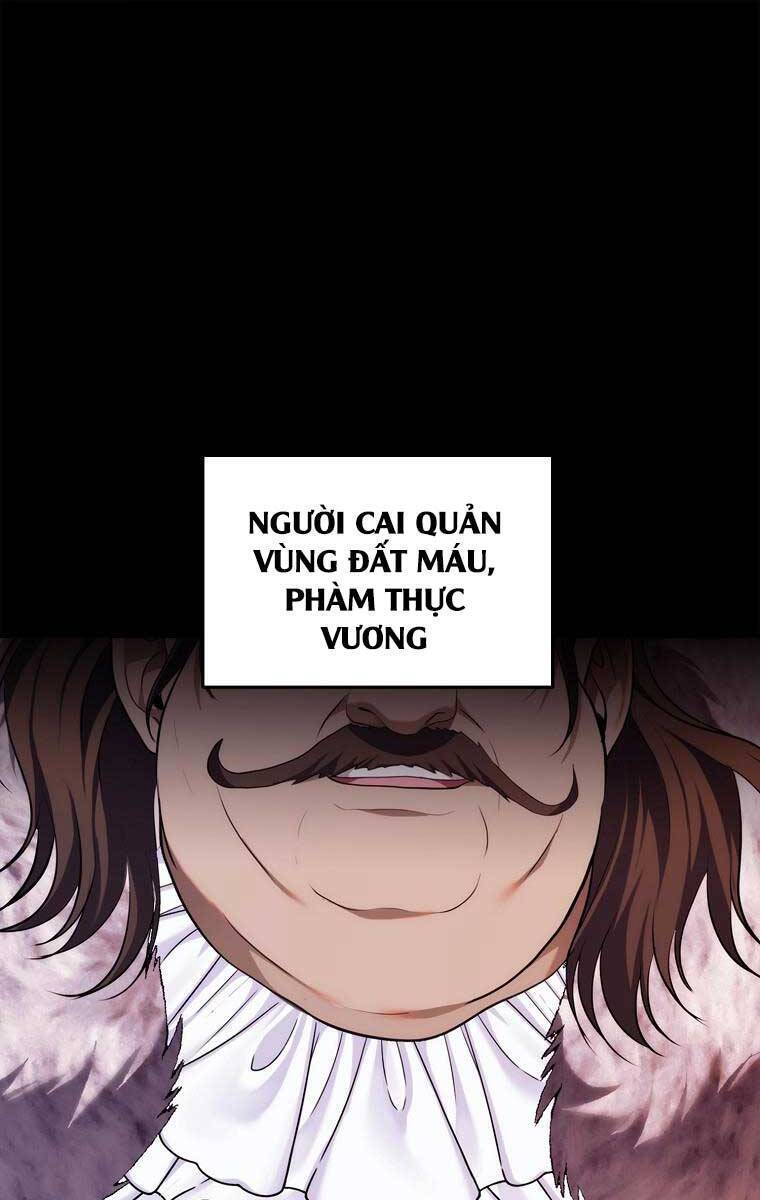 NGƯỜI CAI QUẢN
VÙNG ĐẤT MÁU,
PHÀM THỰC
VƯƠNG